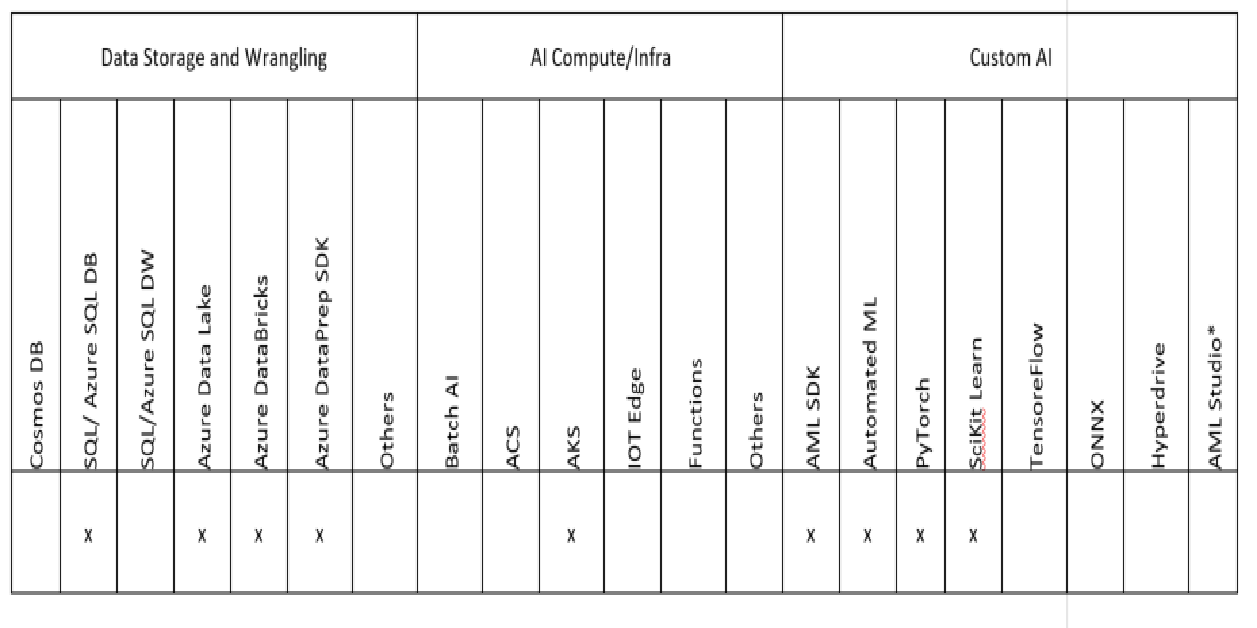 Data Storage and Wrangling
AI Compute/Infra
Custom AI
Cosmos DB
SQL/ Azure SQL DB
SQL/Azure SQL DW
Azure Data Lake
Azure DataBricks
Azure DataPrep SDK
Others
Batch AI
ACS
AKS
IOT Edge
Functions
Others
AML SDK
Automated ML
PyTorch
SciKit Learn
TensoreFlow
ONNX
Hyperdrive
AML Studio*
x
x
x
x
x
x
x
x
x